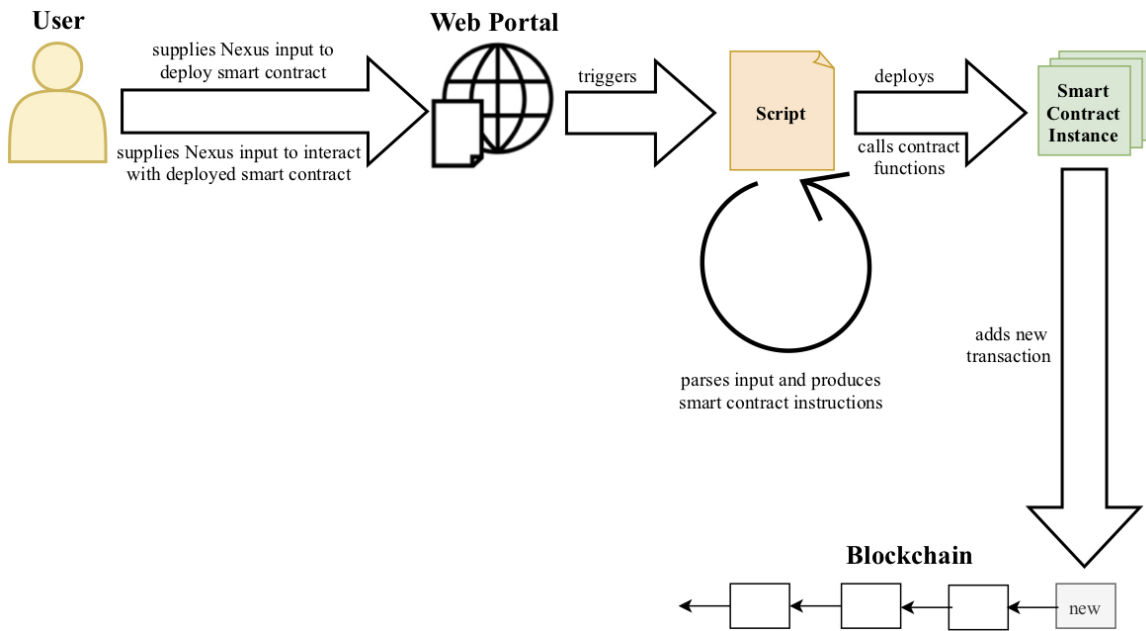 User
Web Portal
supplies Nexus input to
deploy smart contract
supplies Nexus input to interact
with deployed smart contract
triggers
Script
deploys
calls contract
functions
Smart
Contract
Instance
parses input and produces
smart contract instructions
adds new
transaction
Blockchain
new